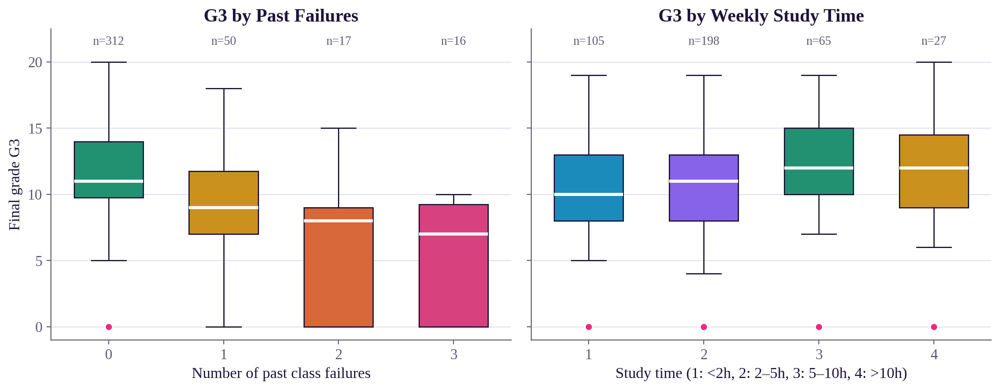 G3 by Past Failures
n=312 n=50 n=17 n=16
20
15
10
5
0
Final grade G3
0 1 2 3
Number of past class failures
G3 by Weekly Study Time
n=105 n=198 n=65 n=27
1 2 3 4
Study time (1: <2h, 2: 2–5h, 3: 5–10h, 4: >10h)